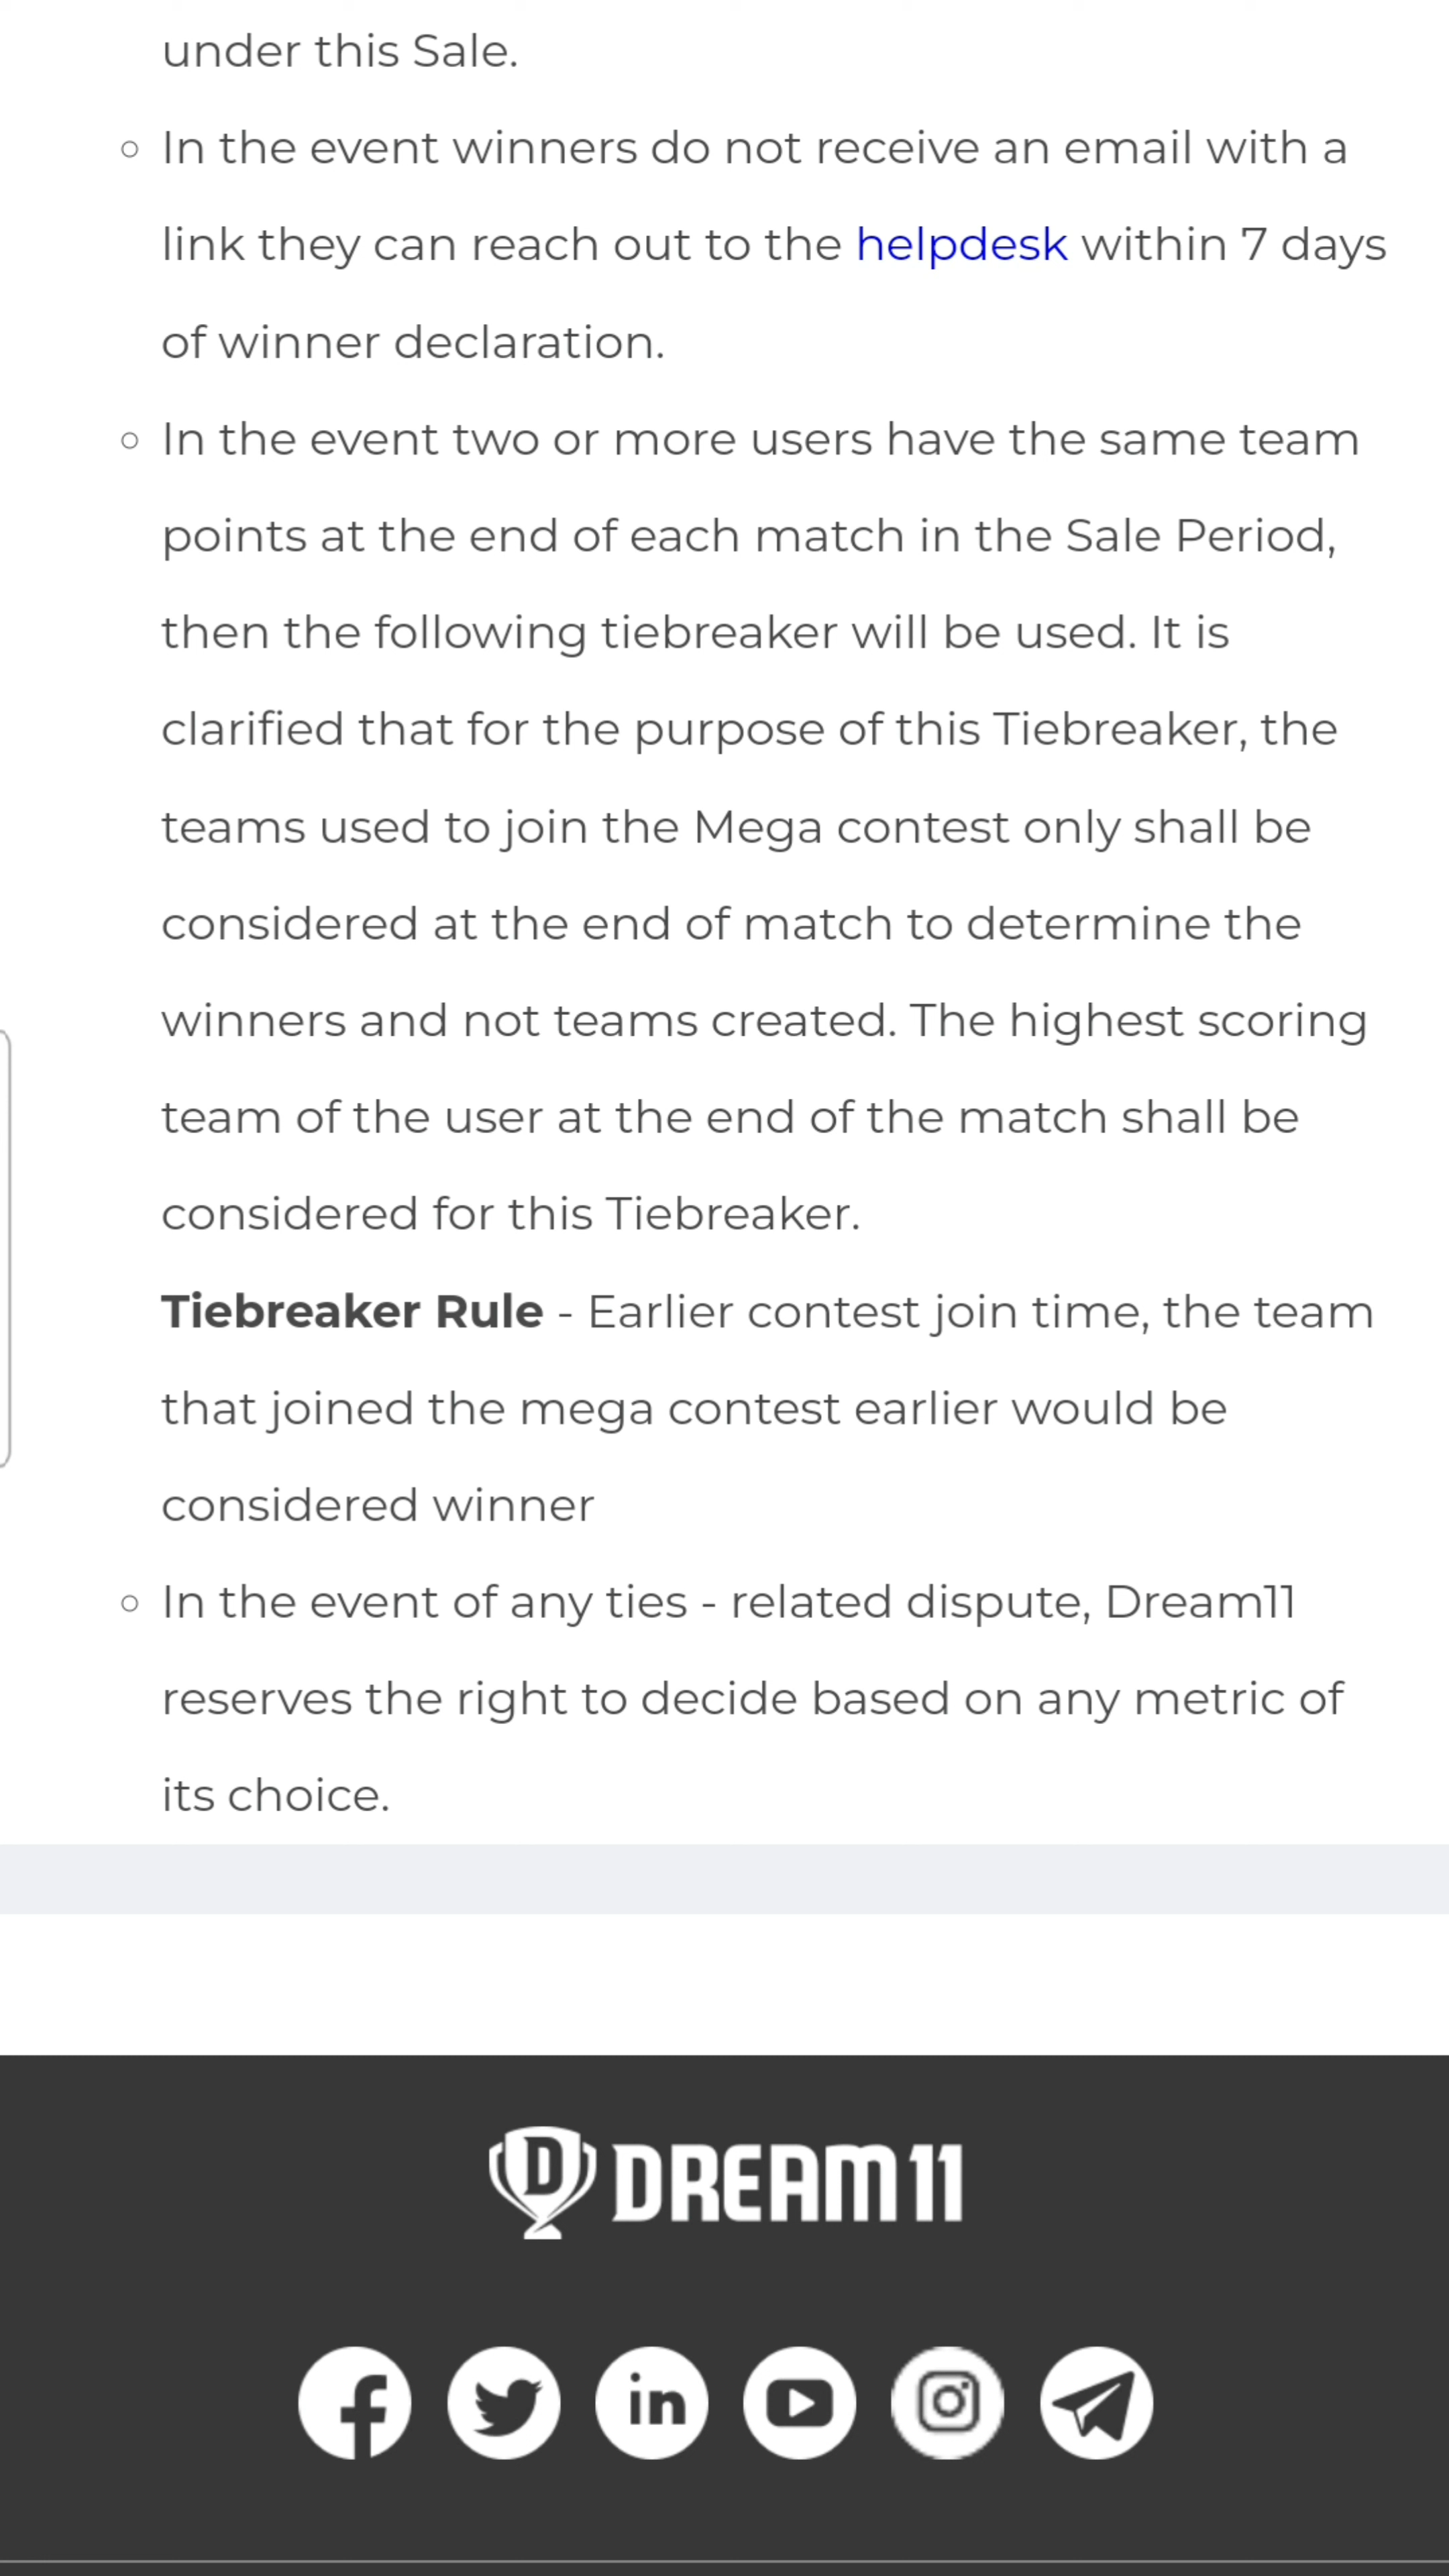 under this Sale.
In the event winners do not receive an email with a
link they can reach out to the helpdesk within 7 days
of winner declaration.
In the event two or more users have the same team
points at the end of each match in the Sale Period,
then the following tiebreaker will be used. It is
clarified that for the purpose of this Tiebreaker, the
teams used to join the Mega contest only shall be
considered at the end of match to determine the
winners and not teams created. The highest scoring
team of the user at the end of the match shall be
considered for this Tiebreaker.
Tiebreaker Rule - Earlier contest join time, the team
that joined the mega contest earlier would be
considered winner
In the event of any ties - related dispute, Dream11
reserves the right to decide based on any metric of
its choice.
DREAM11